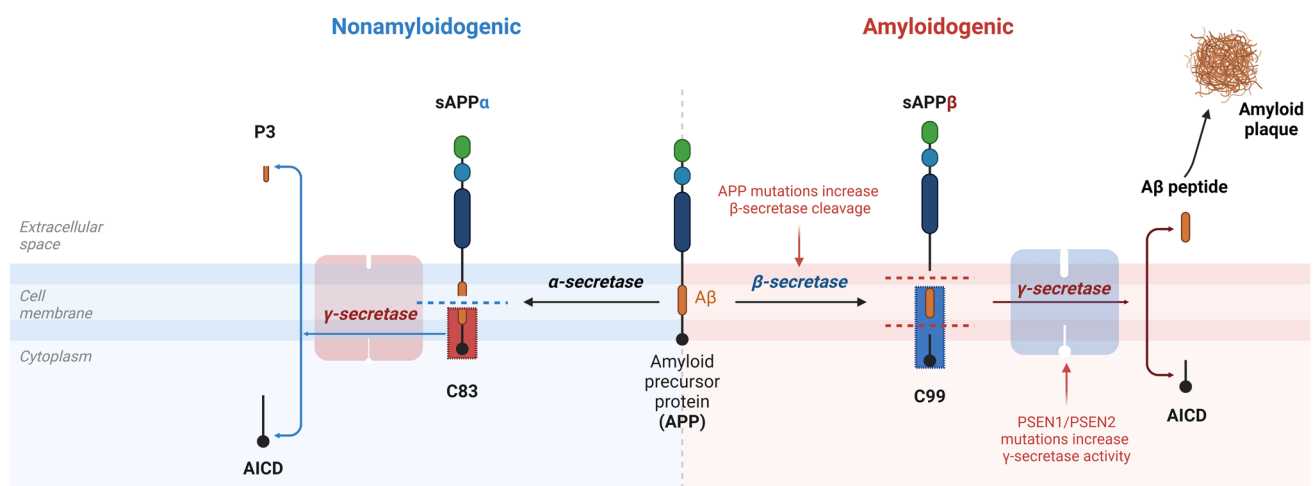 Nonamyloidogenic
Amyloidogenic
sAPPα
sAPPβ
P3
Amyloid
plaque
Aβ peptide
APP mutations increase
β-secretase cleavage
Extracellular
space
Cell
membrane
Cytoplasm
γ-secretase
α-secretase
Aβ
β-secretase
γ-secretase
C83
Amyloid
precursor
protein
(APP)
C99
AICD
PSEN1/PSEN2
mutations increase
γ-secretase activity
AICD